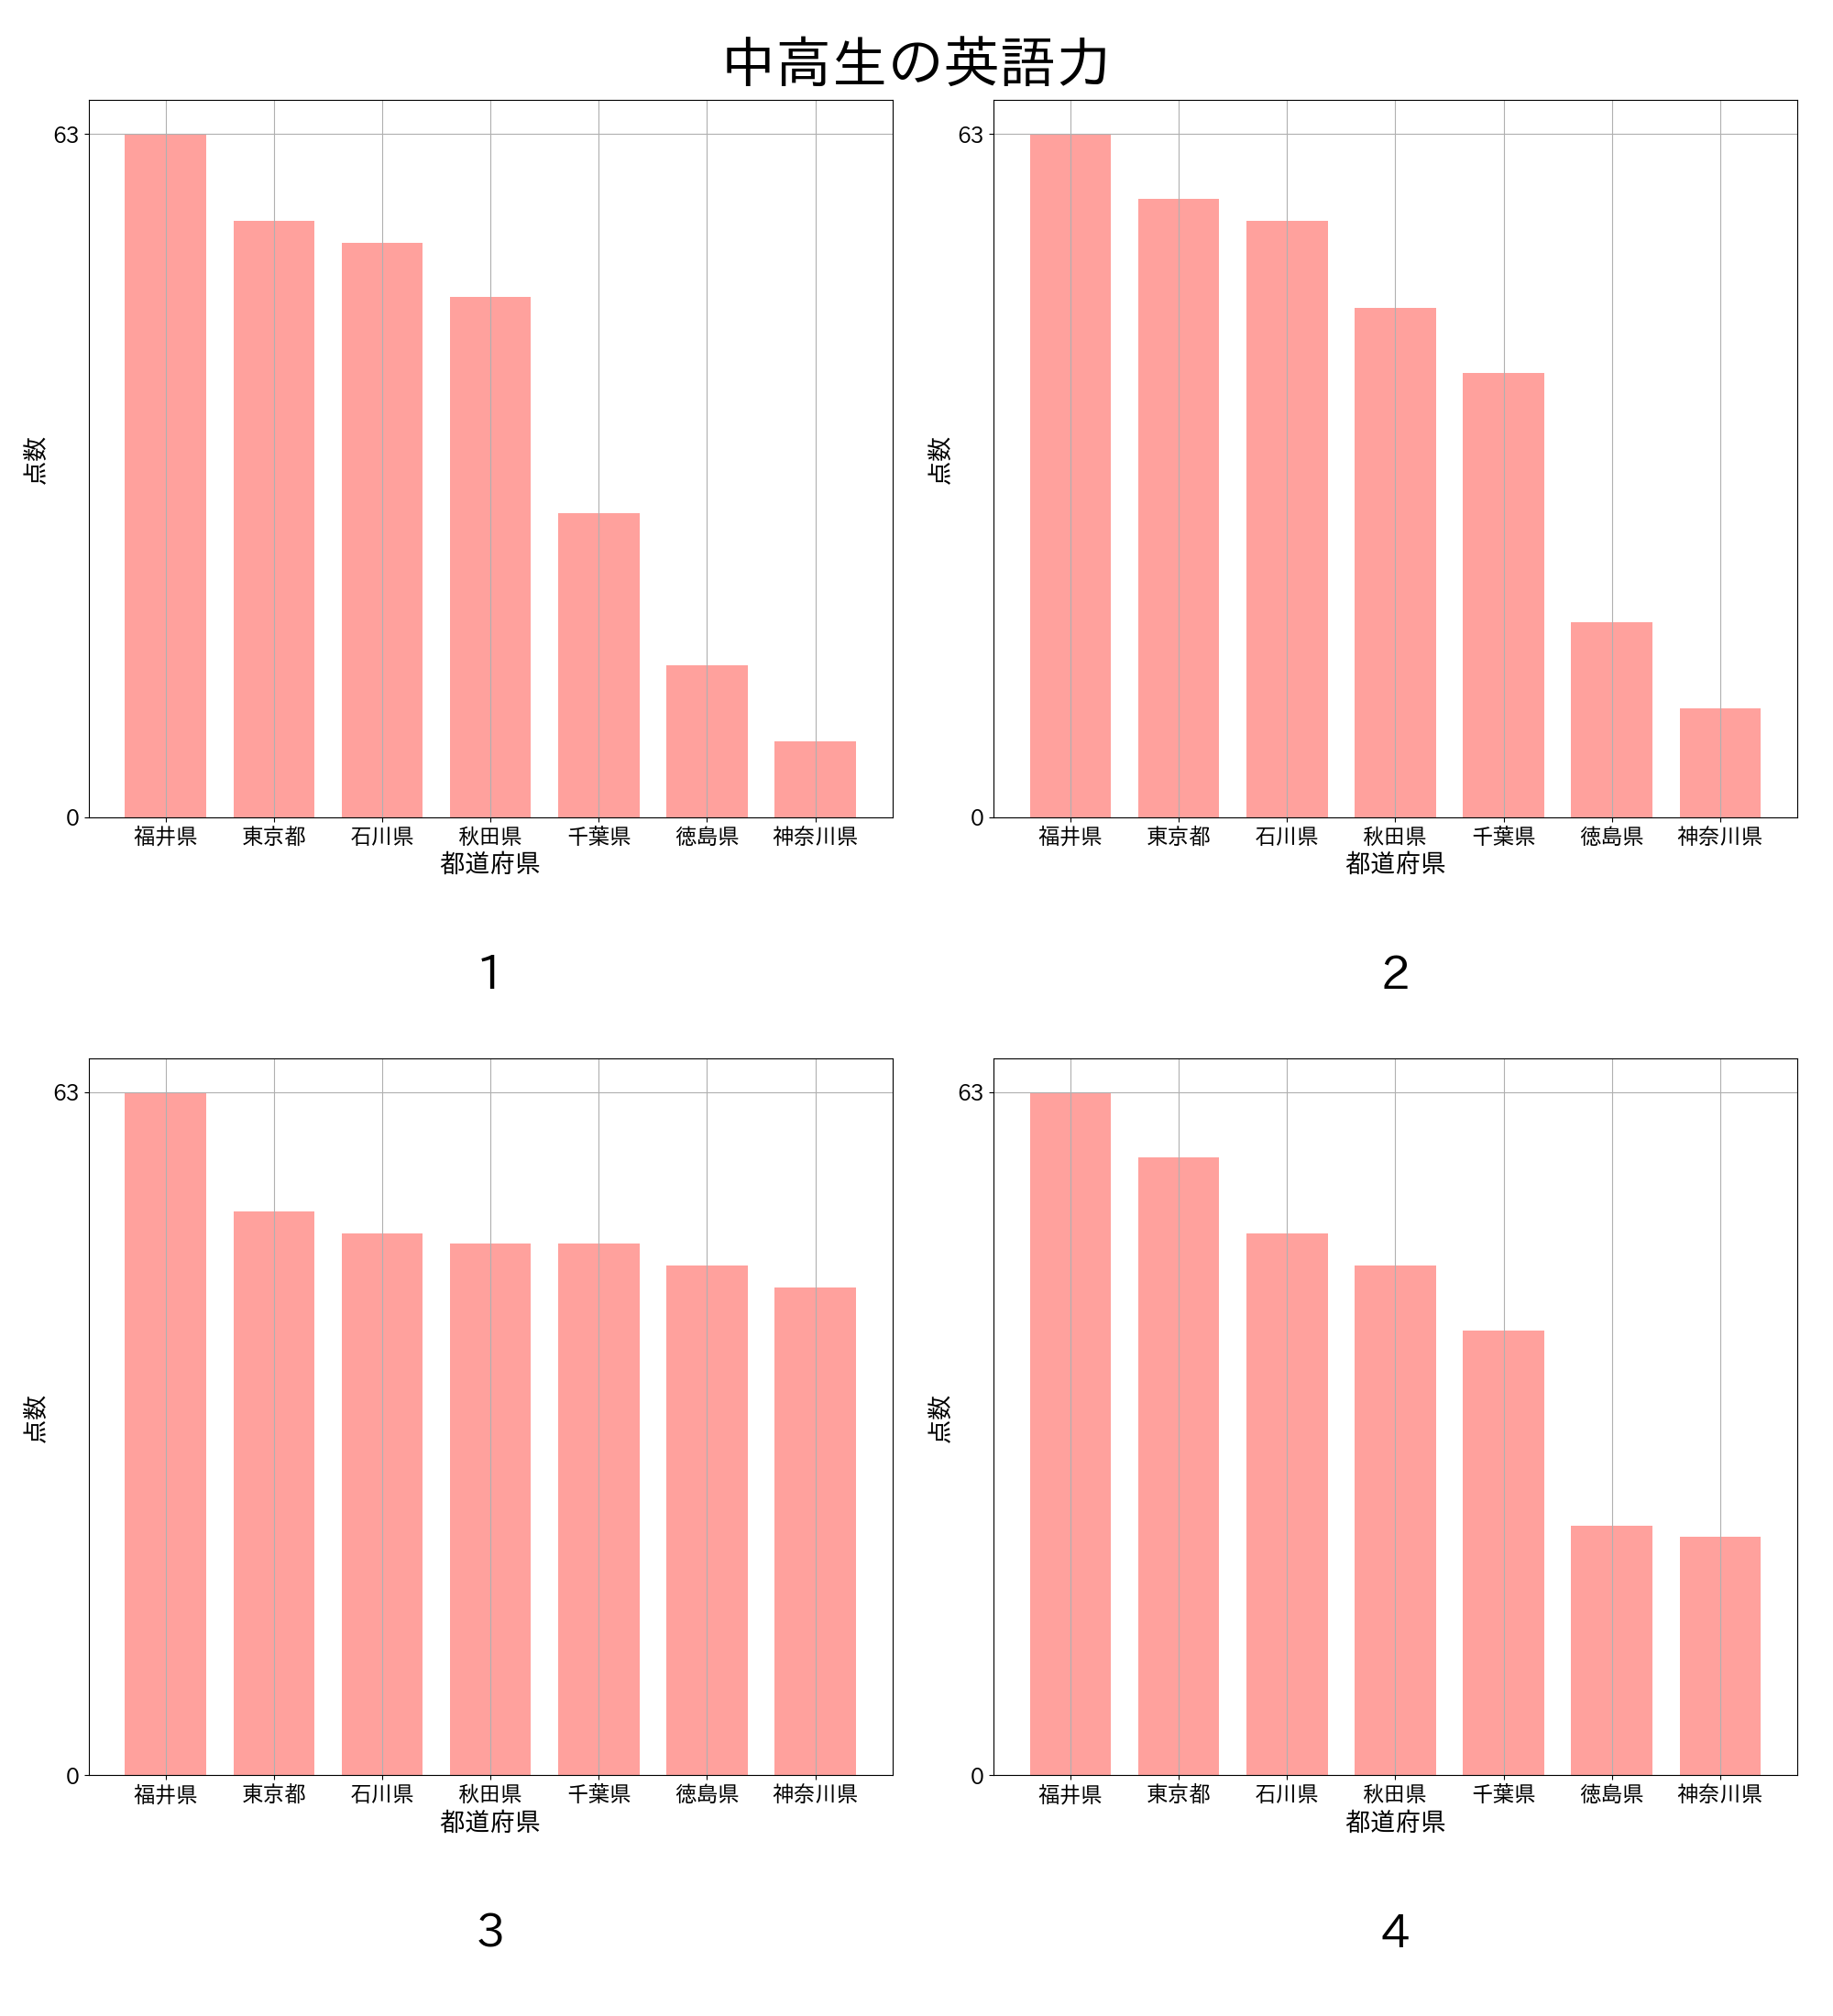 中高生の英語力
63
0
点数
福井県 東京都 石川県 秋田県 千葉県 徳島県 神奈川県
都道府県
1
63
0
点数
福井県 東京都 石川県 秋田県 千葉県 徳島県 神奈川県
都道府県
2
63
0
点数
福井県 東京都 石川県 秋田県 千葉県 徳島県 神奈川県
都道府県
3
63
0
点数
福井県 東京都 石川県 秋田県 千葉県 徳島県 神奈川県
都道府県
4